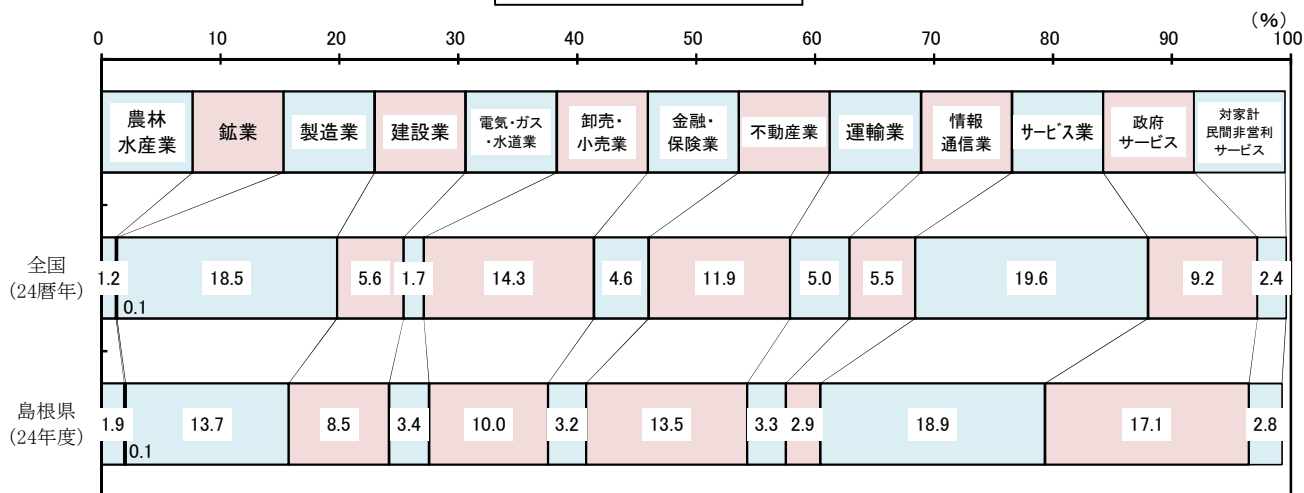 (%)
0 10 20 30 40 50 60 70 80 90 100
農林
水産業
鉱業
製造業
建設業
電気・ガス
・水道業
卸売・
小売業
金融・
保険業
不動産業
運輸業
情報
通信業
サービス業
政府
サービス
対家計
民間非営利
サービス
全国
(24暦年)
1.2 0.1 18.5 5.6 1.7 14.3 4.6 11.9 5.0 5.5 19.6 9.2 2.4
島根県
(24年度)
1.9 0.1 13.7 8.5 3.4 10.0 3.2 13.5 3.3 2.9 18.9 17.1 2.8